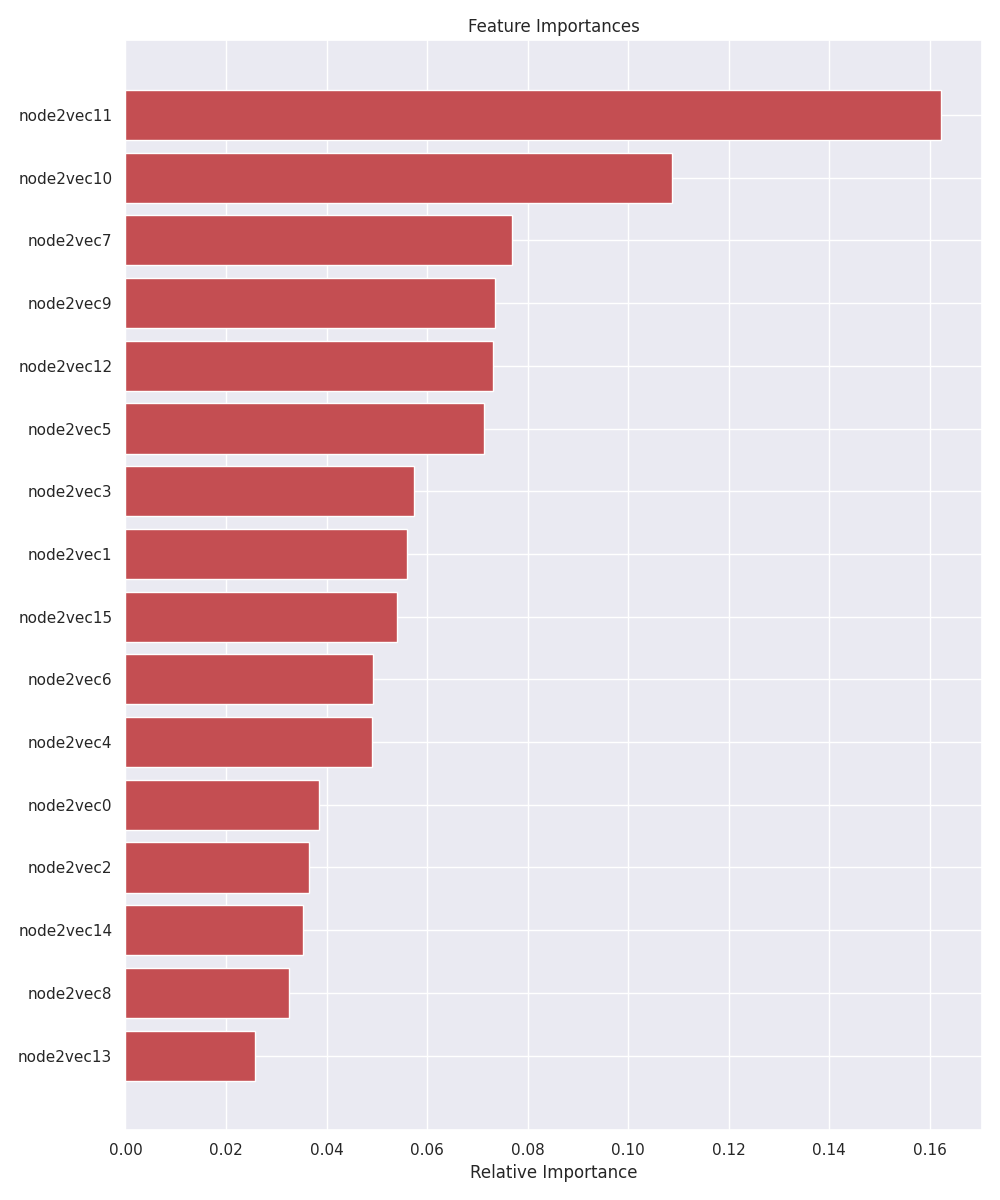 Feature Importances
node2vec11
node2vec10
node2vec7
node2vec9
node2vec12
node2vec5
node2vec3
node2vec1
node2vec15
node2vec6
node2vec4
node2vec0
node2vec2
node2vec14
node2vec8
node2vec13
0.00 0.02 0.04 0.06 0.08 0.10 0.12 0.14 0.16
Relative Importance